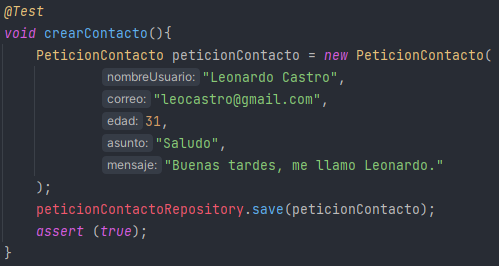 @Test
void crearContacto(){
PeticionContacto peticionContacto = new PeticionContacto(
nombreUsuario: "Leonardo Castro",
correo: "leocastro@gmail.com",
edad: 31,
asunto: "Saludo",
mensaje: "Buenas tardes, me llamo Leonardo."
);
peticionContactoRepository.save(peticionContacto);
assert (true);
}